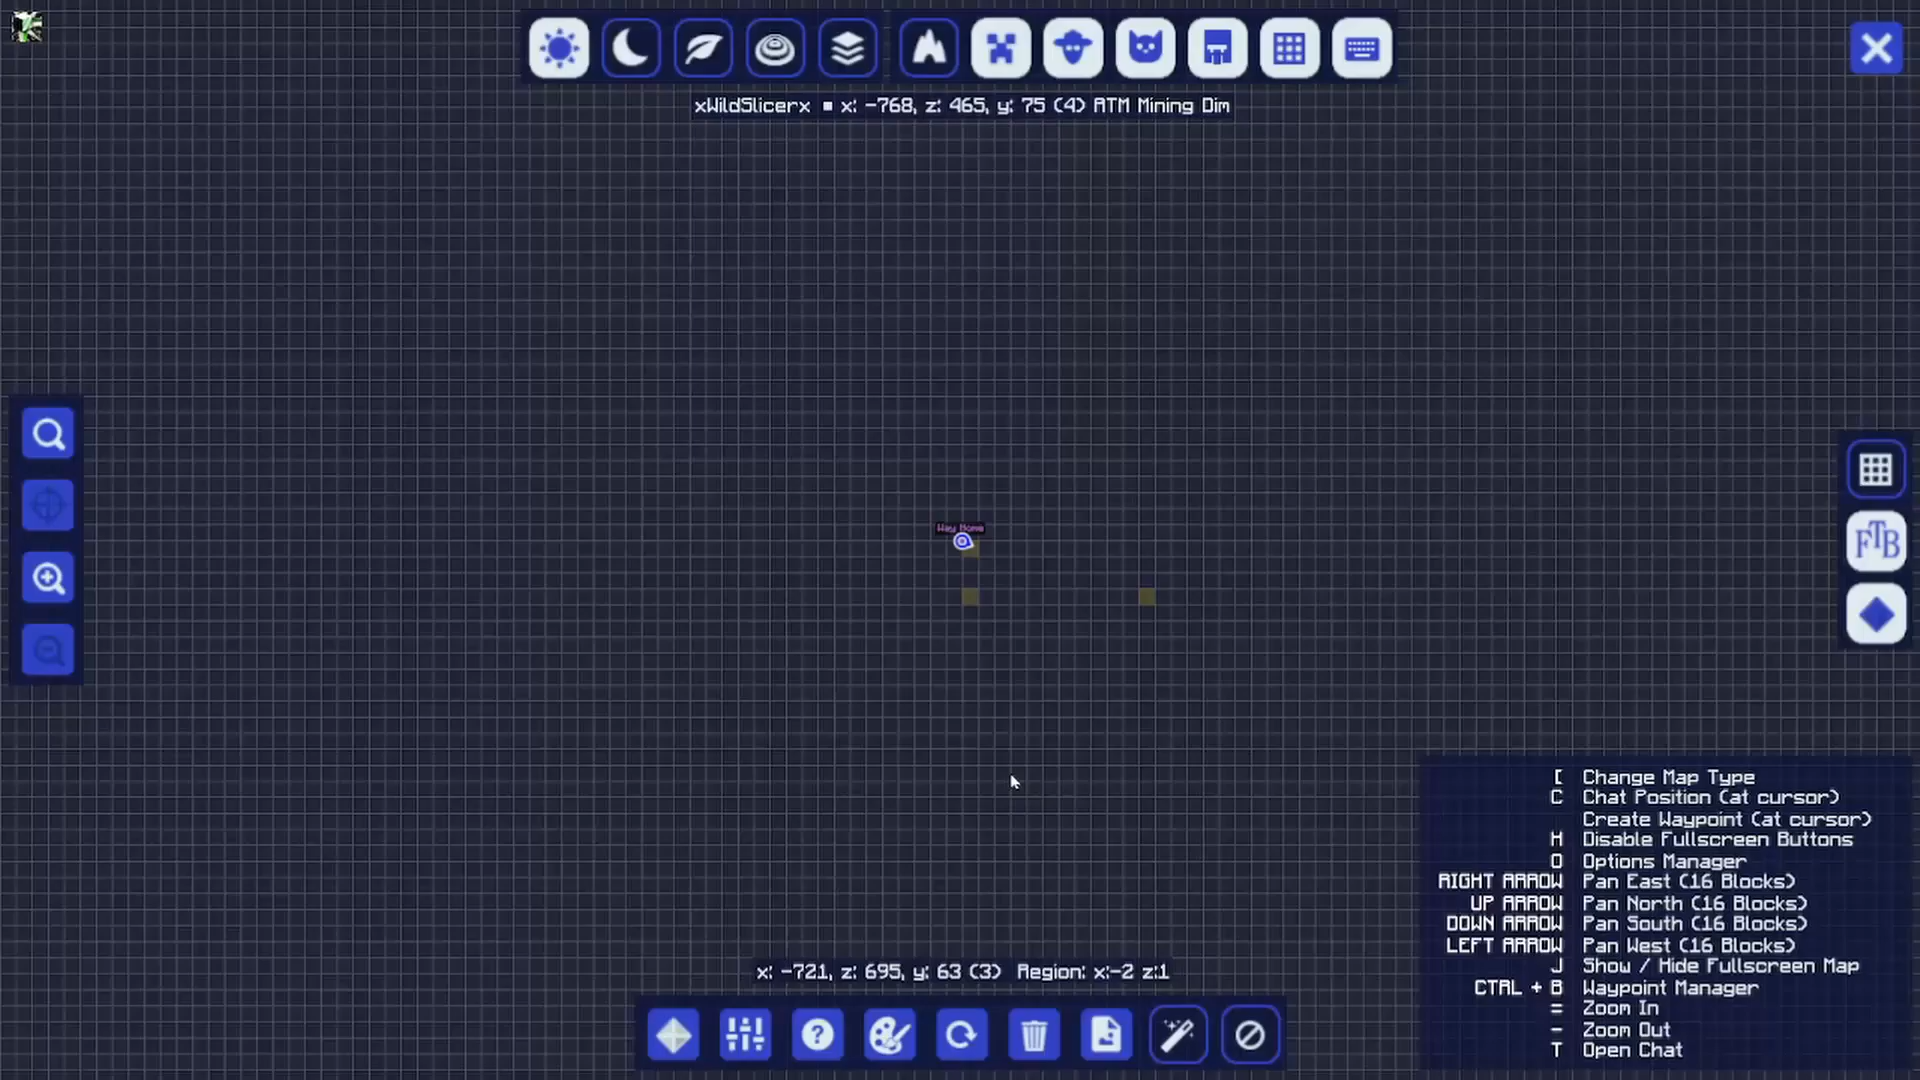 xWildSlicerx ■ x: -768, z: 465, y: 75 (4) ATM Mining Dim
Way Home
FTB
[ Change Map Type
C Chat Position (at cursor)
Create Waypoint (at cursor)
H Disable Fullscreen Buttons
O Options Manager
RIGHT ARROW Pan East (16 Blocks)
UP ARROW Pan North (16 Blocks)
DOWN ARROW Pan South (16 Blocks)
LEFT ARROW Pan West (16 Blocks)
J Show / Hide Fullscreen Map
CTRL + B Waypoint Manager
= Zoom In
- Zoom Out
T Open Chat
x: -721, z: 695, y: 63 (3) Region: x:-2 z:1